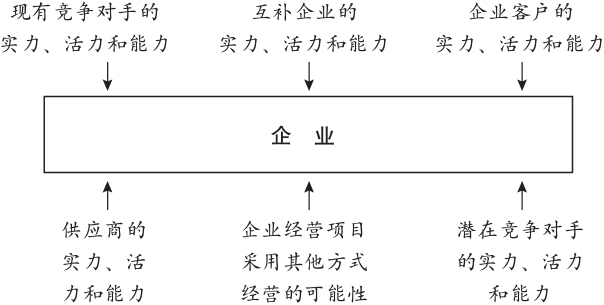 现有竞争对手的
实力、活力和能力
互补企业的
实力、活力和能力
企业客户的
实力、活力和能力
企 业
供应商的
实力、活
力和能力
企业经营项目
采用其他方式
经营的可能性
潜在竞争对手
的实力、活力
和能力